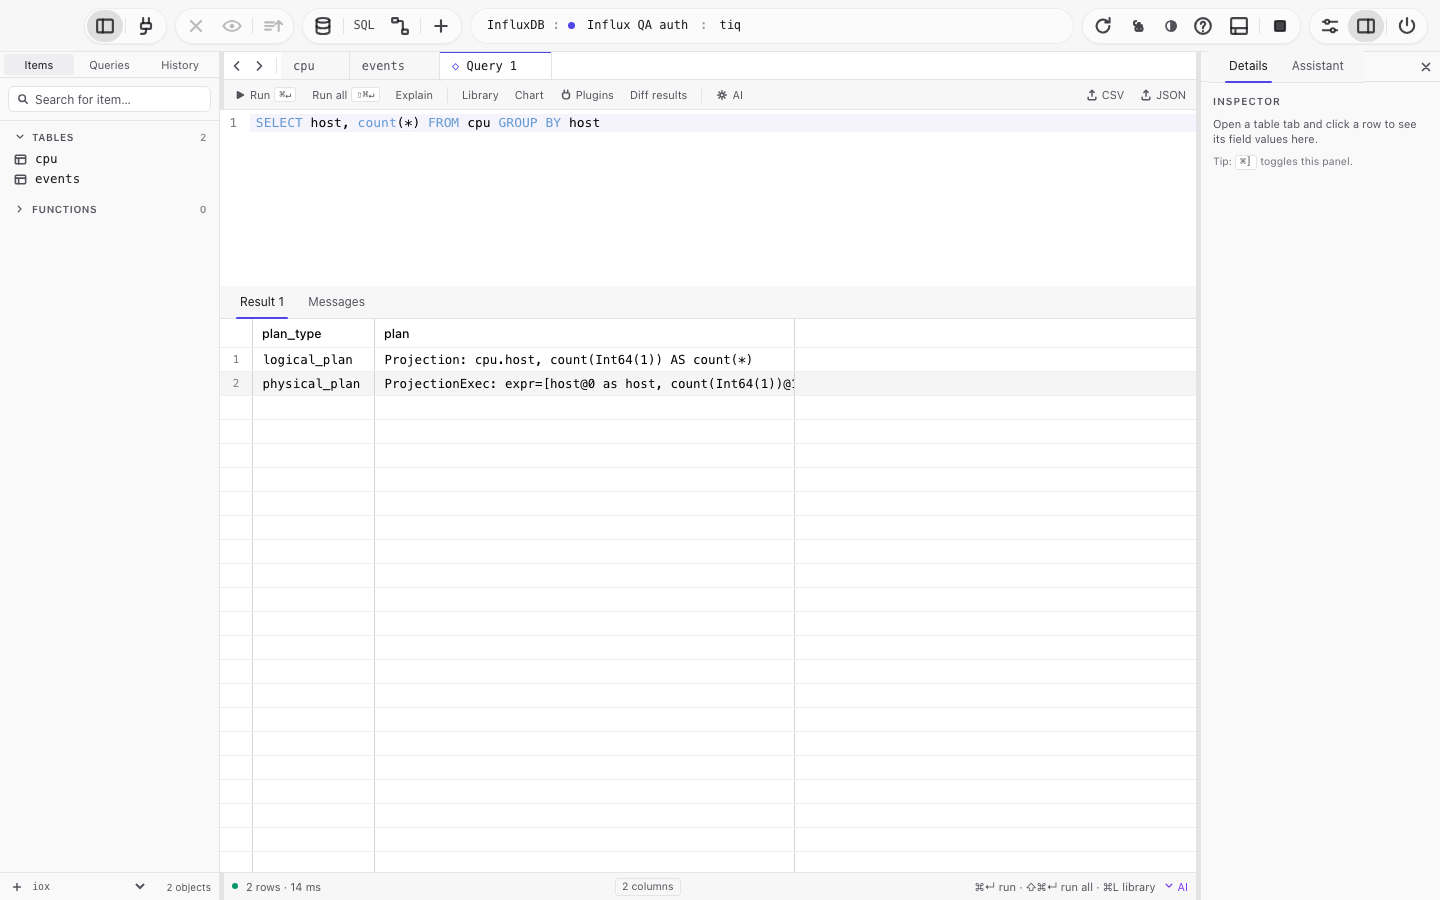 SQL
InfluxDB : Influx QA auth : tiq
Items Queries History
Search for item...
TABLES 2
cpu
events
FUNCTIONS 0
cpu events Query 1
Run ⌘↵ Run all ⇧⌘↵ Explain Library Chart Plugins Diff results AI CSV JSON
1 SELECT host, count(*) FROM cpu GROUP BY host
Result 1 Messages
plan_type plan
1 logical_plan Projection: cpu.host, count(Int64(1)) AS count(*)
2 physical_plan ProjectionExec: expr=[host@0 as host, count(Int64(1))@1
Details Assistant
INSPECTOR
Open a table tab and click a row to see
its field values here.
Tip: ⌘] toggles this panel.
iox 2 objects
2 rows · 14 ms 2 columns ⌘↵ run · ⇧⌘↵ run all · ⌘L library AI